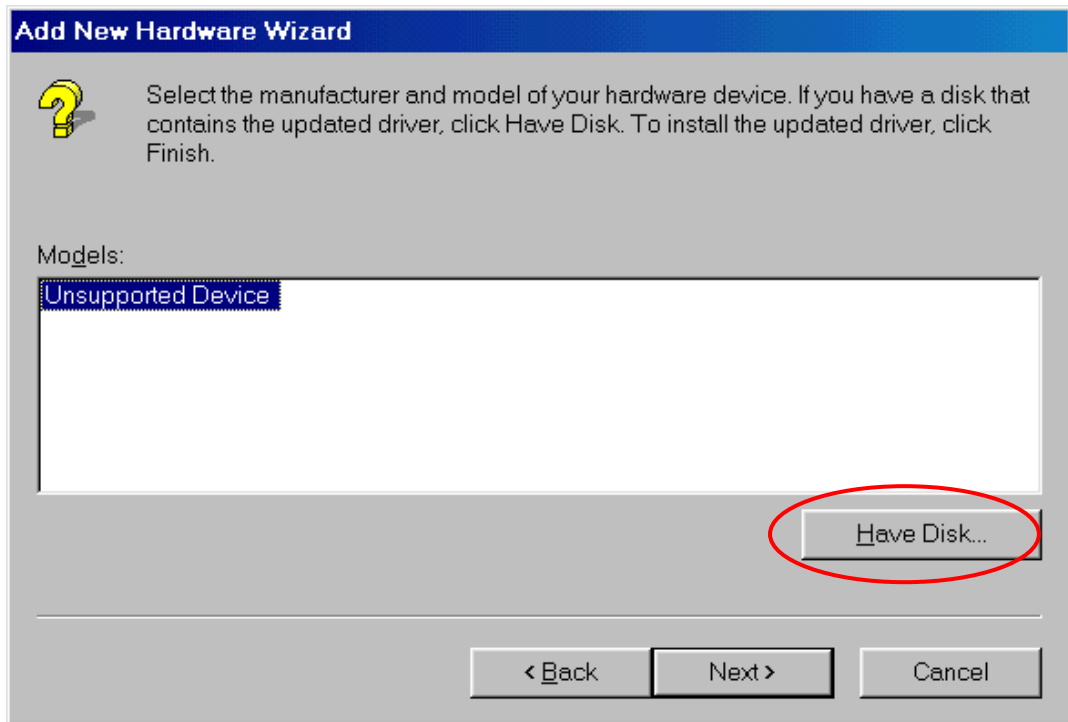 Add New Hardware Wizard
Select the manufacturer and model of your hardware device. If you have a disk that
contains the updated driver, click Have Disk. To install the updated driver, click
Finish.
Models:
Unsupported Device
Have Disk...
< Back Next > Cancel